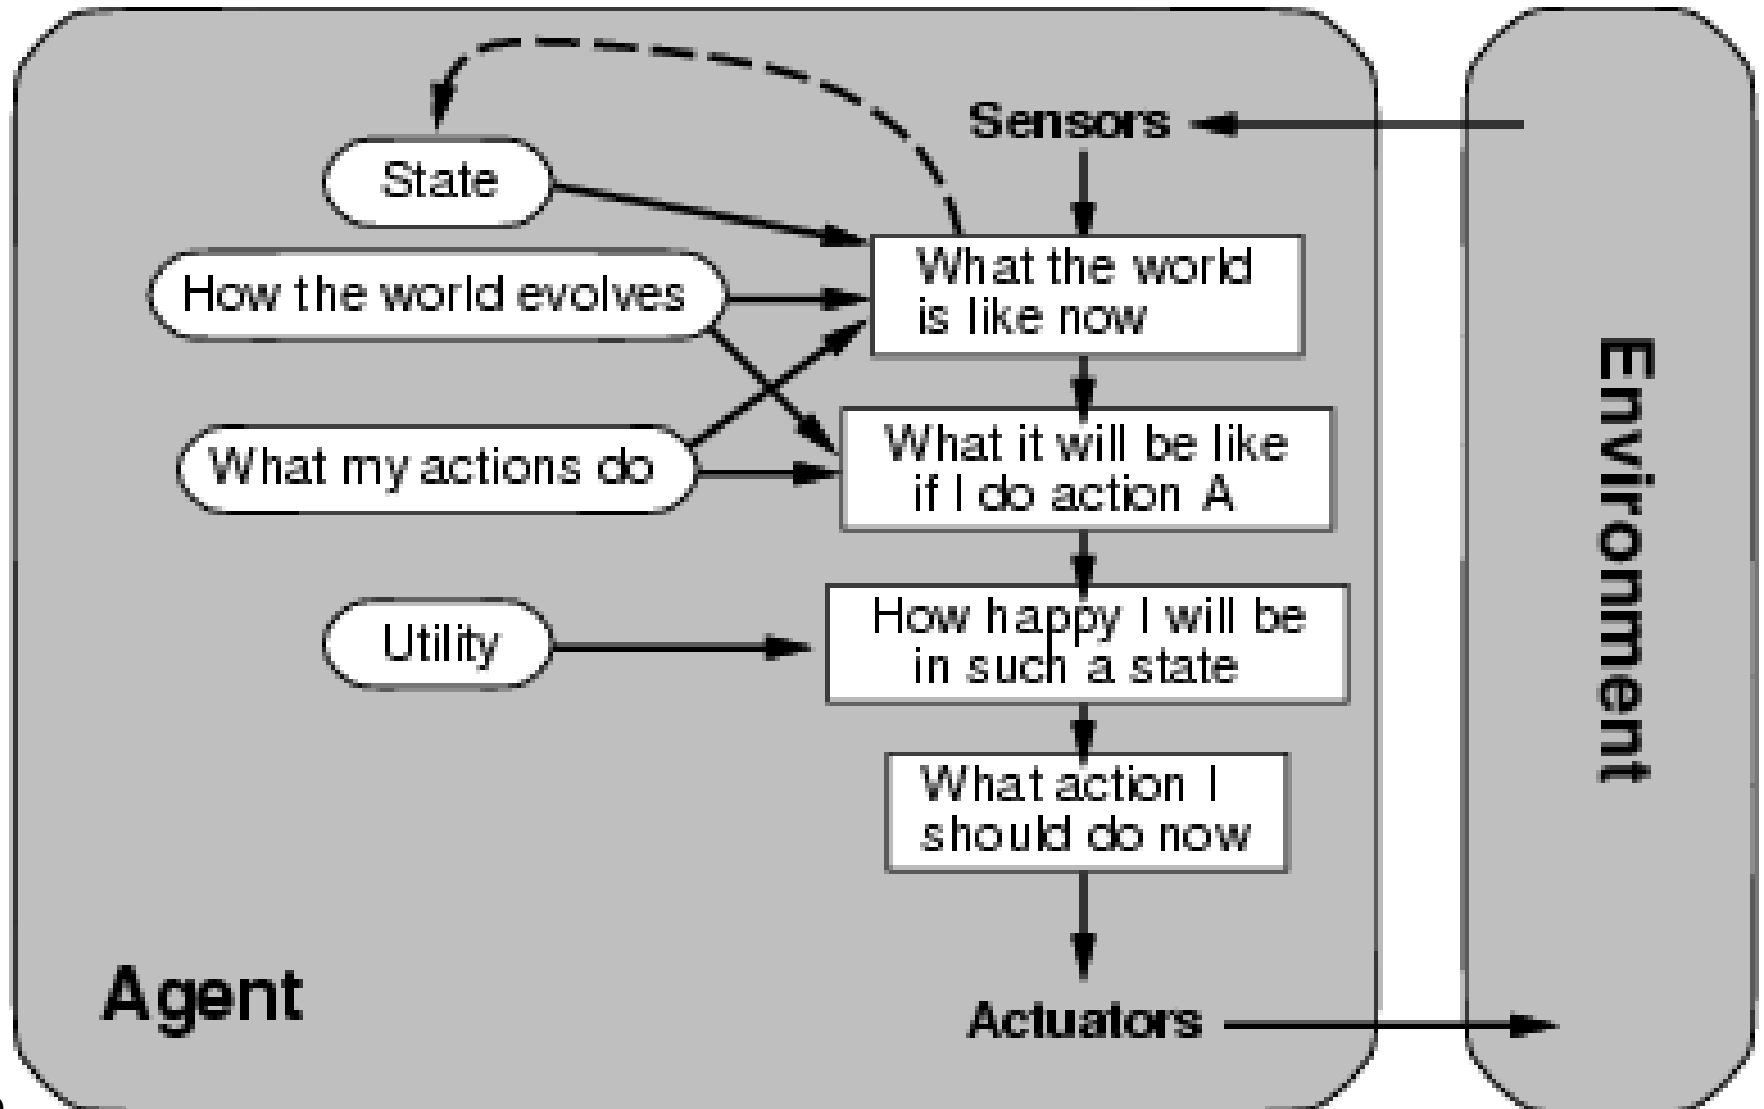 Sensors
State
What the world
is like now
How the world evolves
What my actions do
What it will be like
if I do action A
Utility
How happy I will be
in such a state
What action I
should do now
Agent
Actuators
Environment